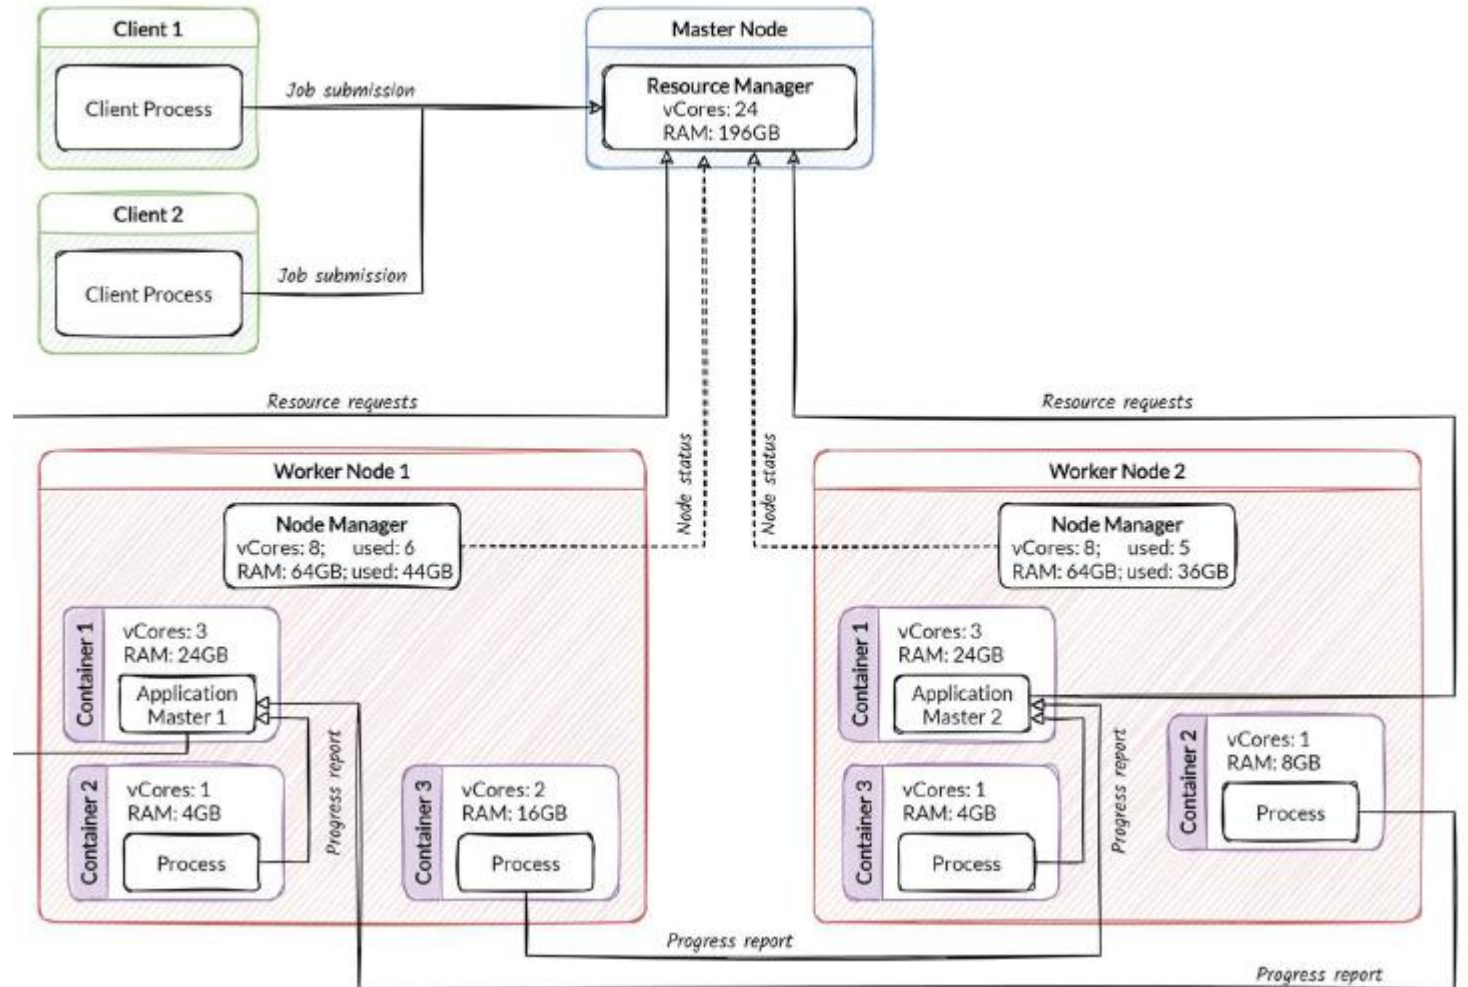 Client 1
Client Process
Job submission
Master Node
Resource Manager
vCores: 24
RAM: 196GB
Client 2
Client Process
Job submission
Resource requests
Resource requests
Node status
Node status
Worker Node 1
Node Manager
vCores: 8; used: 6
RAM: 64GB; used: 44GB
Container 1
vCores: 3
RAM: 24GB
Application
Master 1
Progress report
Container 2
vCores: 1
RAM: 4GB
Process
Container 3
vCores: 2
RAM: 16GB
Process
Worker Node 2
Node Manager
vCores: 8; used: 5
RAM: 64GB; used: 36GB
Container 1
vCores: 3
RAM: 24GB
Application
Master 2
Progress report
Container 2
vCores: 1
RAM: 8GB
Process
Container 3
vCores: 1
RAM: 4GB
Process
Progress report
Progress report